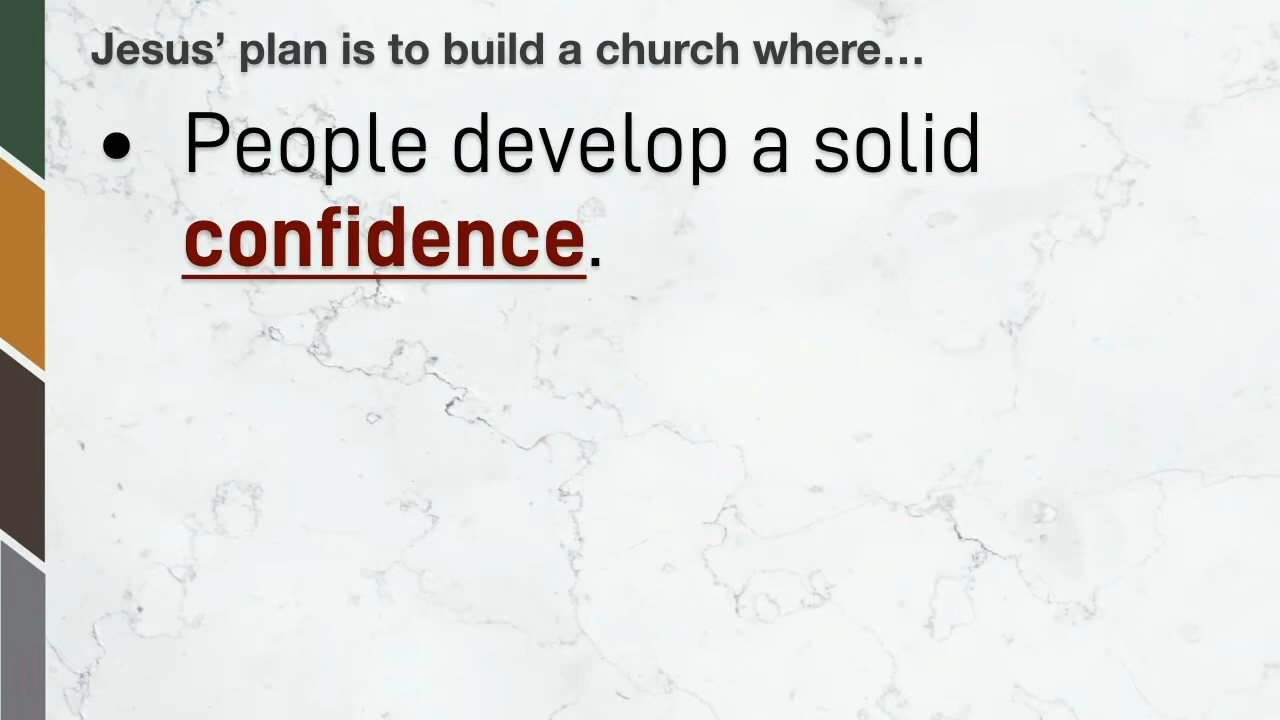 Jesus’ plan is to build a church where…
• People develop a solid
confidence.